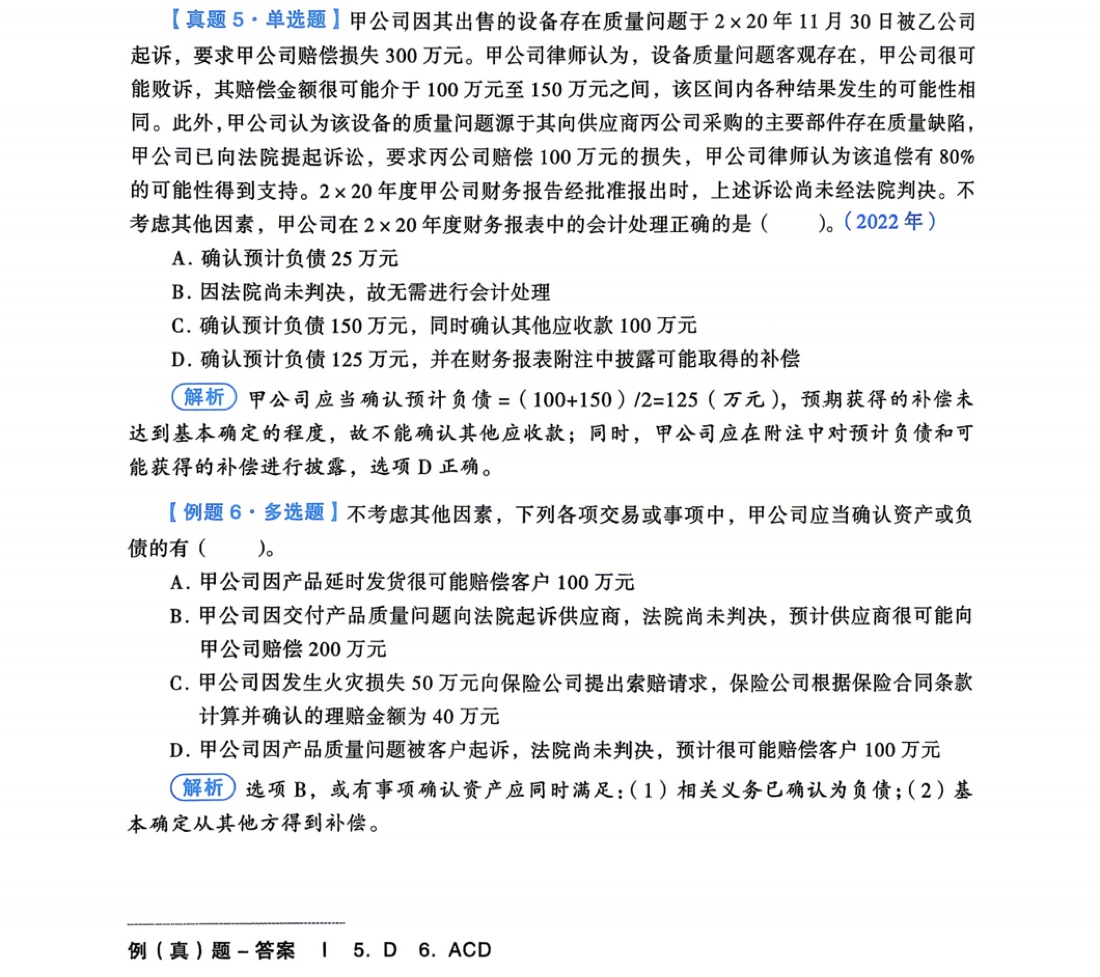 【真题 5·单选题】甲公司因其出售的设备存在质量问题于 2×20 年 11 月 30 日被乙公司
起诉，要求甲公司赔偿损失 300 万元。甲公司律师认为，设备质量问题客观存在，甲公司很可
能败诉，其赔偿金额很可能介于 100 万元至 150 万元之间，该区间内各种结果发生的可能性相
同。此外，甲公司认为该设备的质量问题源于其向供应商丙公司采购的主要部件存在质量缺陷，
甲公司已向法院提起诉讼，要求丙公司赔偿 100 万元的损失，甲公司律师认为该追偿有 80%
的可能性得到支持。2×20 年度甲公司财务报告经批准报出时，上述诉讼尚未经法院判决。不
考虑其他因素，甲公司在 2×20 年度财务报表中的会计处理正确的是（　　）。（2022 年）
A. 确认预计负债 25 万元
B. 因法院尚未判决，故无需进行会计处理
C. 确认预计负债 150 万元，同时确认其他应收款 100 万元
D. 确认预计负债 125 万元，并在财务报表附注中披露可能取得的补偿
解析 甲公司应当确认预计负债 =（100+150）/2=125（万元），预期获得的补偿未
达到基本确定的程度，故不能确认其他应收款；同时，甲公司应在附注中对预计负债和可
能获得的补偿进行披露，选项 D 正确。
【例题 6·多选题】不考虑其他因素，下列各项交易或事项中，甲公司应当确认资产或负
债的有（　　）。
A. 甲公司因产品延时发货很可能赔偿客户 100 万元
B. 甲公司因交付产品质量问题向法院起诉供应商，法院尚未判决，预计供应商很可能向
甲公司赔偿 200 万元
C. 甲公司因发生火灾损失 50 万元向保险公司提出索赔请求，保险公司根据保险合同条款
计算并确认的理赔金额为 40 万元
D. 甲公司因产品质量问题被客户起诉，法院尚未判决，预计很可能赔偿客户 100 万元
解析 选项 B，或有事项确认资产应同时满足：（1）相关义务已确认为负债；（2）基
本确定从其他方得到补偿。
例（真）题－答案 | 5. D 6. ACD